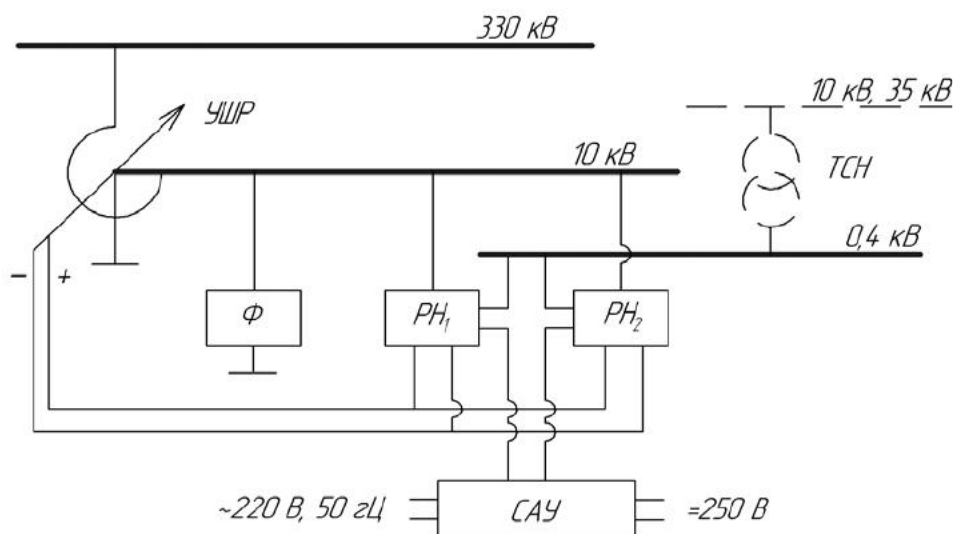 330 кВ
10 кВ, 35 кВ
УШР
10 кВ
ТСН
0,4 кВ
- +
Ф
РН₁
РН₂
~220 В, 50 гЦ
САУ
=250 В